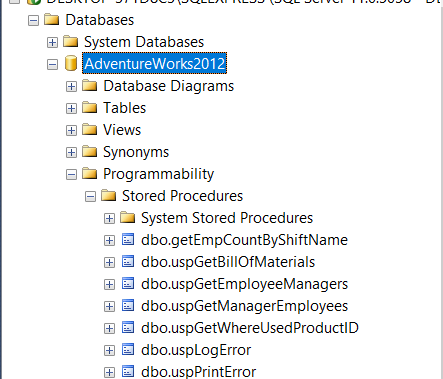 Databases
System Databases
AdventureWorks2012
Database Diagrams
Tables
Views
Synonyms
Programmability
Stored Procedures
System Stored Procedures
dbo.getEmpCountByShiftName
dbo.uspGetBillOfMaterials
dbo.uspGetEmployeeManagers
dbo.uspGetManagerEmployees
dbo.uspGetWhereUsedProductID
dbo.uspLogError
dbo.uspPrintError